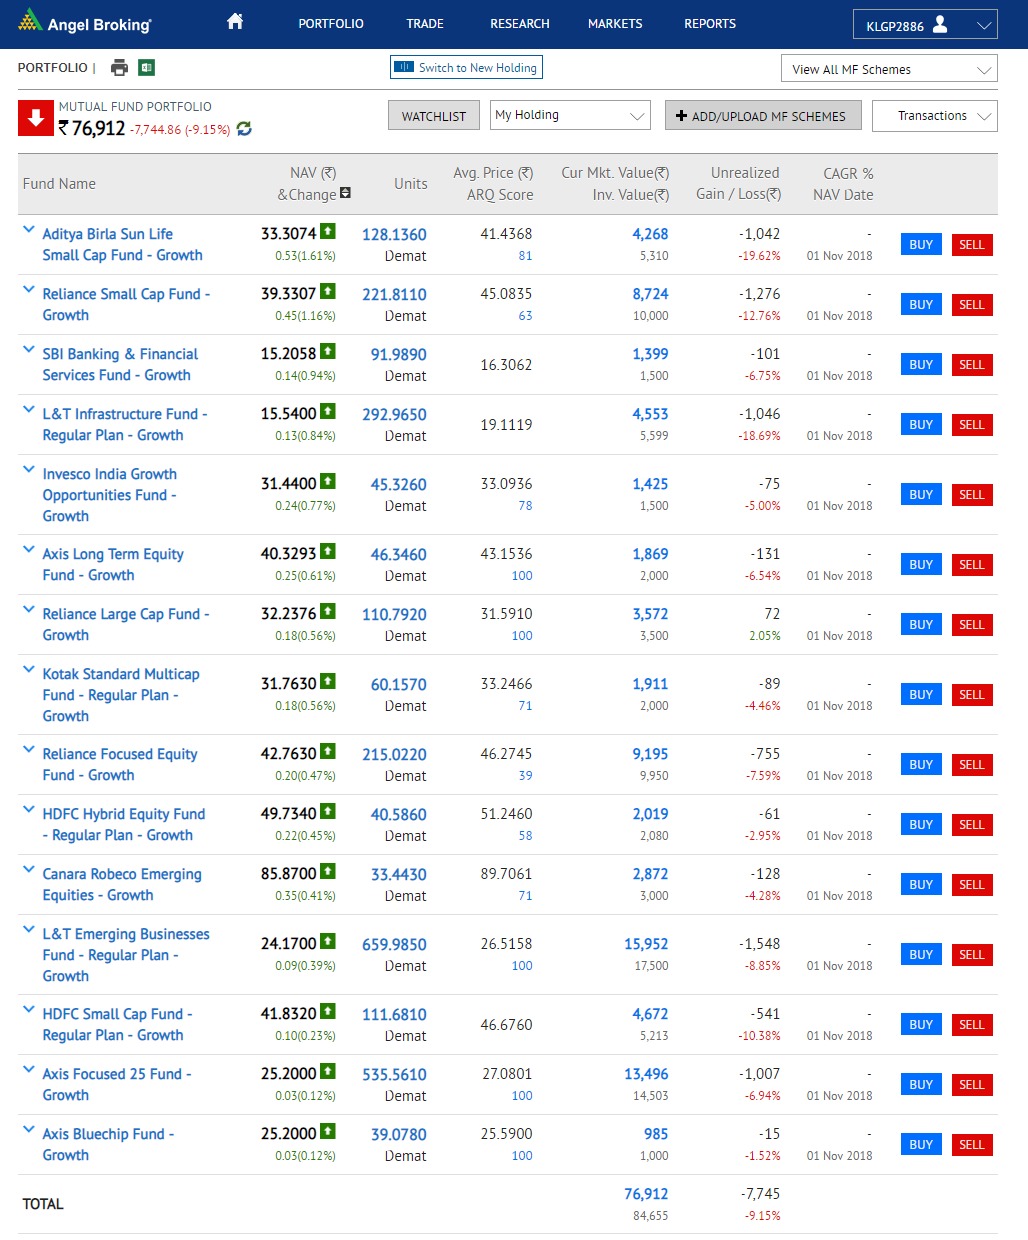 Angel Broking
PORTFOLIO TRADE RESEARCH MARKETS REPORTS KLGP2886
PORTFOLIO | Switch to New Holding View All MF Schemes
MUTUAL FUND PORTFOLIO
₹ 76,912 -7,744.86 (-9.15%) WATCHLIST My Holding + ADD/UPLOAD MF SCHEMES Transactions
Fund Name NAV (₹) &Change Units Avg. Price (₹) ARQ Score Cur Mkt. Value(₹) Inv. Value(₹) Unrealized Gain / Loss(₹) CAGR % NAV Date
Aditya Birla Sun Life 33.3074 128.1360 41.4368 4,268 -1,042 - BUY SELL
Small Cap Fund - Growth 0.53(1.61%) Demat 81 5,310 -19.62% 01 Nov 2018
Reliance Small Cap Fund - 39.3307 221.8110 45.0835 8,724 -1,276 - BUY SELL
Growth 0.45(1.16%) Demat 63 10,000 -12.76% 01 Nov 2018
SBI Banking & Financial 15.2058 91.9890 16.3062 1,399 -101 - BUY SELL
Services Fund - Growth 0.14(0.94%) Demat 1,500 -6.75% 01 Nov 2018
L&T Infrastructure Fund - 15.5400 292.9650 19.1119 4,553 -1,046 - BUY SELL
Regular Plan - Growth 0.13(0.84%) Demat 5,599 -18.69% 01 Nov 2018
Invesco India Growth 31.4400 45.3260 33.0936 1,425 -75 - BUY SELL
Opportunities Fund - 0.24(0.77%) Demat 78 1,500 -5.00% 01 Nov 2018
Growth
Axis Long Term Equity 40.3293 46.3460 43.1536 1,869 -131 - BUY SELL
Fund - Growth 0.25(0.61%) Demat 100 2,000 -6.54% 01 Nov 2018
Reliance Large Cap Fund - 32.2376 110.7920 31.5910 3,572 72 - BUY SELL
Growth 0.18(0.56%) Demat 100 3,500 2.05% 01 Nov 2018
Kotak Standard Multicap 31.7630 60.1570 33.2466 1,911 -89 - BUY SELL
Fund - Regular Plan - 0.18(0.56%) Demat 71 2,000 -4.46% 01 Nov 2018
Growth
Reliance Focused Equity 42.7630 215.0220 46.2745 9,195 -755 - BUY SELL
Fund - Growth 0.20(0.47%) Demat 39 9,950 -7.59% 01 Nov 2018
HDFC Hybrid Equity Fund 49.7340 40.5860 51.2460 2,019 -61 - BUY SELL
- Regular Plan - Growth 0.22(0.45%) Demat 58 2,080 -2.95% 01 Nov 2018
Canara Robeco Emerging 85.8700 33.4430 89.7061 2,872 -128 - BUY SELL
Equities - Growth 0.35(0.41%) Demat 71 3,000 -4.28% 01 Nov 2018
L&T Emerging Businesses 24.1700 659.9850 26.5158 15,952 -1,548 - BUY SELL
Fund - Regular Plan - 0.09(0.39%) Demat 100 17,500 -8.85% 01 Nov 2018
Growth
HDFC Small Cap Fund - 41.8320 111.6810 46.6760 4,672 -541 - BUY SELL
Regular Plan - Growth 0.10(0.23%) Demat 5,213 -10.38% 01 Nov 2018
Axis Focused 25 Fund - 25.2000 535.5610 27.0801 13,496 -1,007 - BUY SELL
Growth 0.03(0.12%) Demat 100 14,503 -6.94% 01 Nov 2018
Axis Bluechip Fund - 25.2000 39.0780 25.5900 985 -15 - BUY SELL
Growth 0.03(0.12%) Demat 100 1,000 -1.52% 01 Nov 2018
TOTAL 76,912 -7,745
84,655 -9.15%